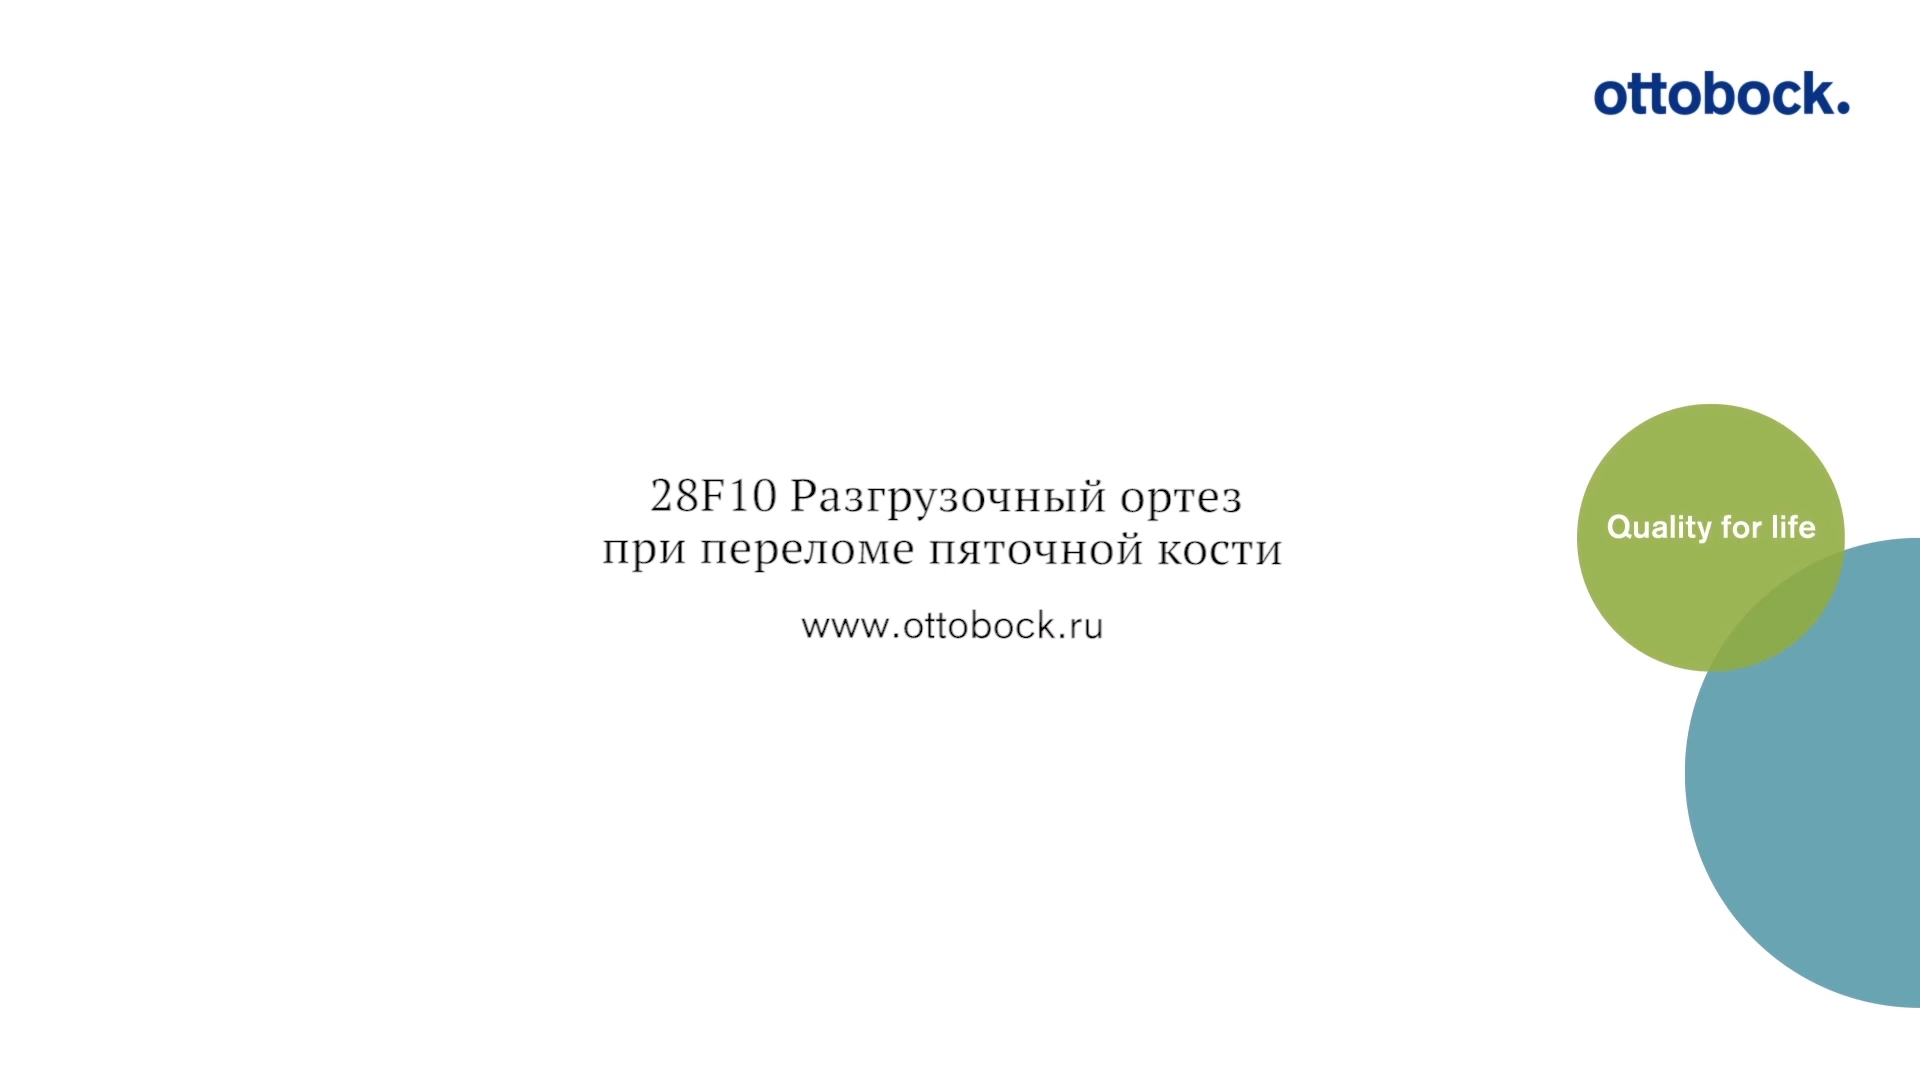 ottobock.
28F10 Разгрузочный ортез
при переломе пяточной кости
www.ottobock.ru
Quality for life